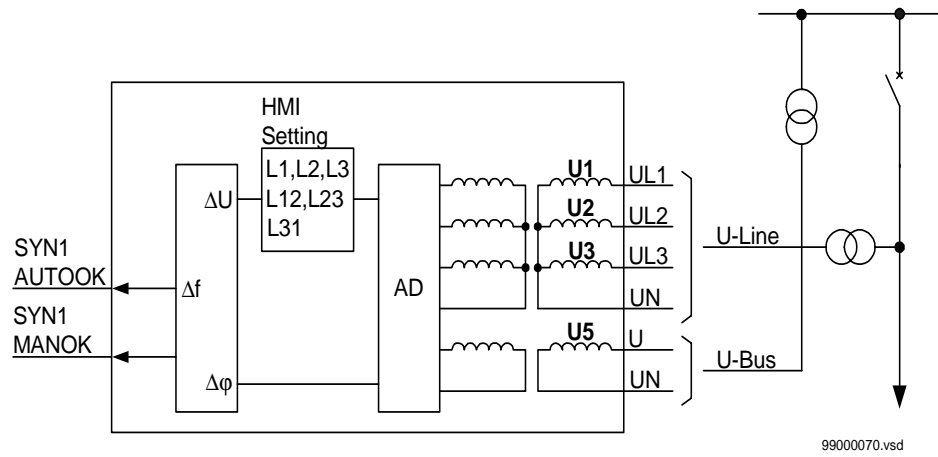 HMI
Setting
L1,L2,L3
L12,L23
L31
ΔU
Δf
Δφ
SYN1
AUTOOK
SYN1
MANOK
AD
U1
UL1
U2
UL2
U3
UL3
UN
U5
U
UN
U-Line
U-Bus
99000070.vsd